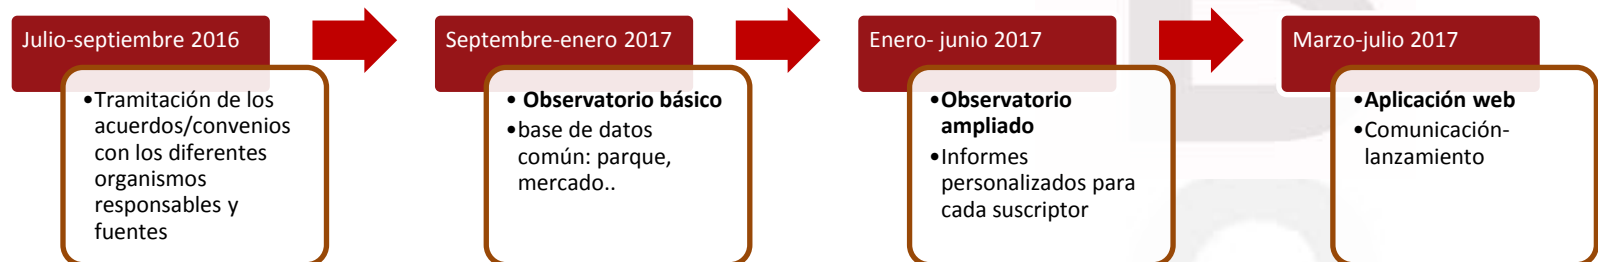 Julio-septiembre 2016
•Tramitación de los
acuerdos/convenios
con los diferentes
organismos
responsables y
fuentes
Septembre-enero 2017
• Observatorio básico
•base de datos
común: parque,
mercado..
Enero- junio 2017
•Observatorio
ampliado
•Informes
personalizados para
cada suscriptor
Marzo-julio 2017
•Aplicación web
•Comunicación-
lanzamiento